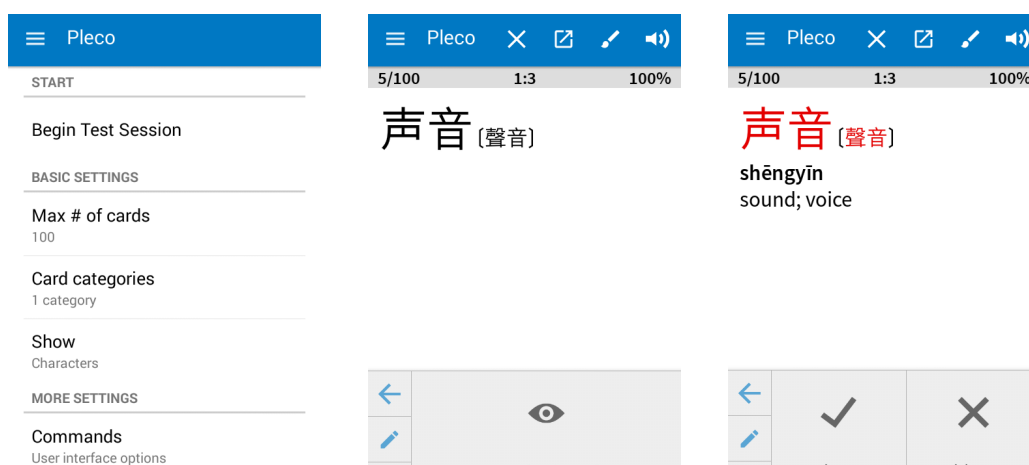 Pleco
START
Begin Test Session
BASIC SETTINGS
Max # of cards
100
Card categories
1 category
Show
Characters
MORE SETTINGS
Commands
User interface options
Pleco
5/100 1:3 100%
声音 [聲音]
Pleco
5/100 1:3 100%
声音 [聲音]
shēngyīn
sound; voice